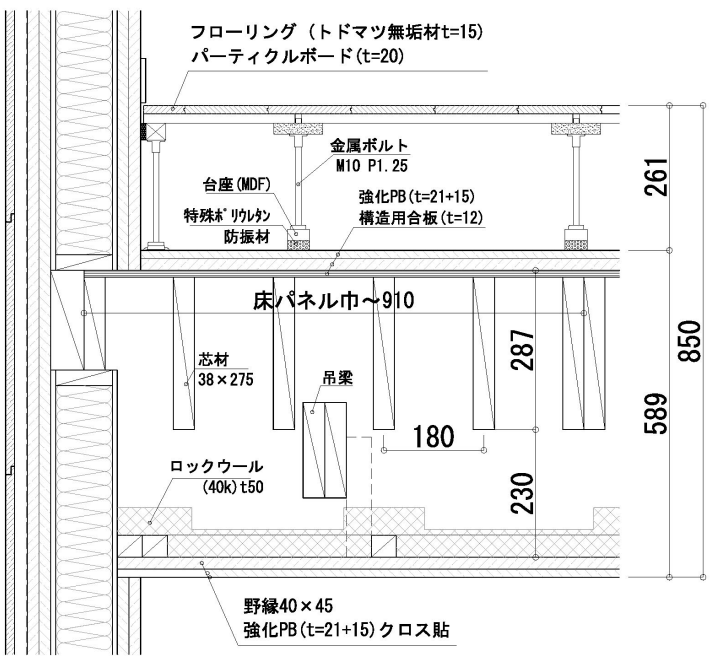 フローリング（トドマツ無垢材t=15）
パーティクルボード(t=20)
金属ボルト
M10 P1.25
台座(MDF)
特殊ﾎﾟﾘｳﾚﾀﾝ
防振材
強化PB(t=21+15)
構造用合板(t=12)
261
床パネル巾～910
芯材
38×275
吊梁
287
850
589
180
ロックウール
(40k)t50
230
野縁40×45
強化PB(t=21+15)クロス貼